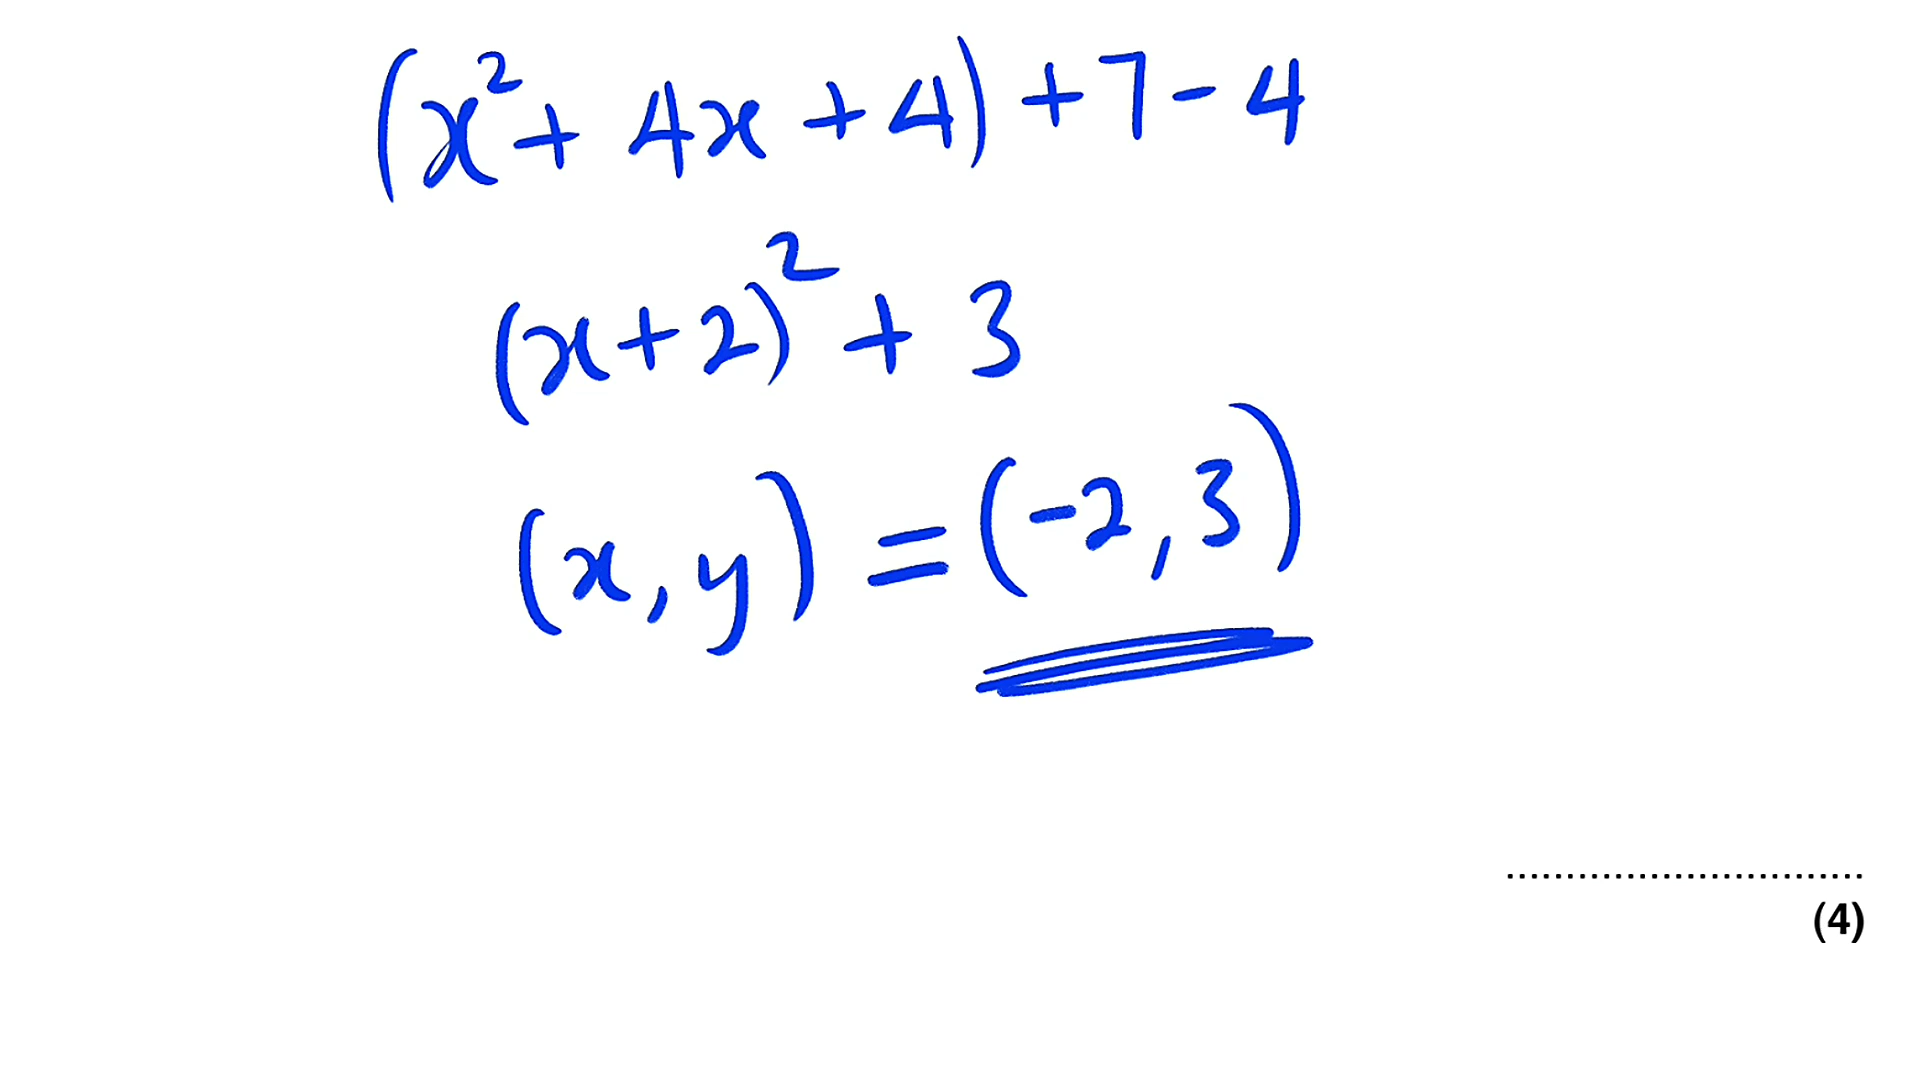 (x² + 4x + 4) + 7 - 4
(x + 2)² + 3
(x, y) = (-2, 3)
..............................
(4)